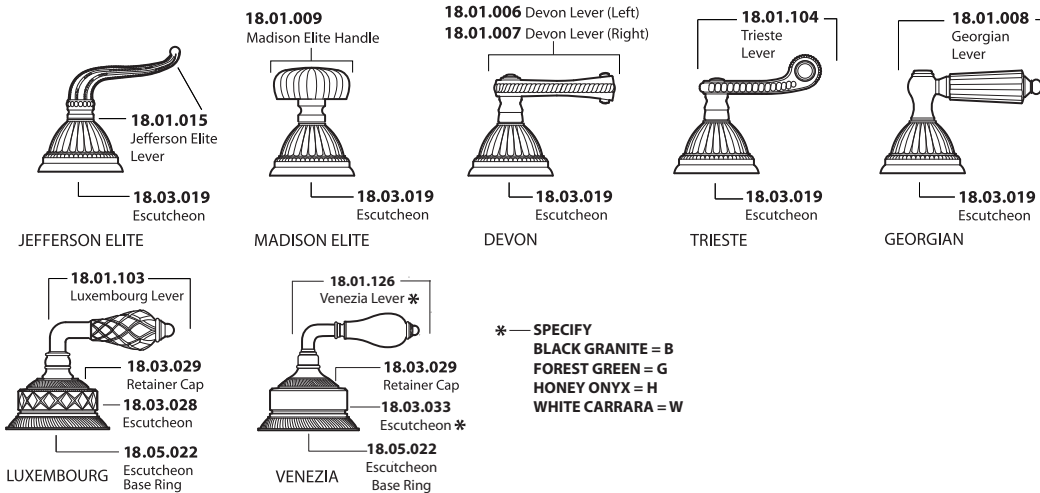 18.01.015
Jefferson Elite
Lever
18.03.019
Escutcheon
JEFFERSON ELITE
18.01.009
Madison Elite Handle
18.03.019
Escutcheon
MADISON ELITE
18.01.006 Devon Lever (Left)
18.01.007 Devon Lever (Right)
18.03.019
Escutcheon
DEVON
18.01.104
Trieste
Lever
18.03.019
Escutcheon
TRIESTE
18.01.008
Georgian
Lever
18.03.019
Escutcheon
GEORGIAN
18.01.103
Luxembourg Lever
18.03.029
Retainer Cap
18.03.028
Escutcheon
18.05.022
Escutcheon
Base Ring
LUXEMBOURG
18.01.126
Venezia Lever *
18.03.029
Retainer Cap
18.03.033
Escutcheon *
18.05.022
Escutcheon
Base Ring
VENEZIA
* — SPECIFY
BLACK GRANITE = B
FOREST GREEN = G
HONEY ONYX = H
WHITE CARRARA = W